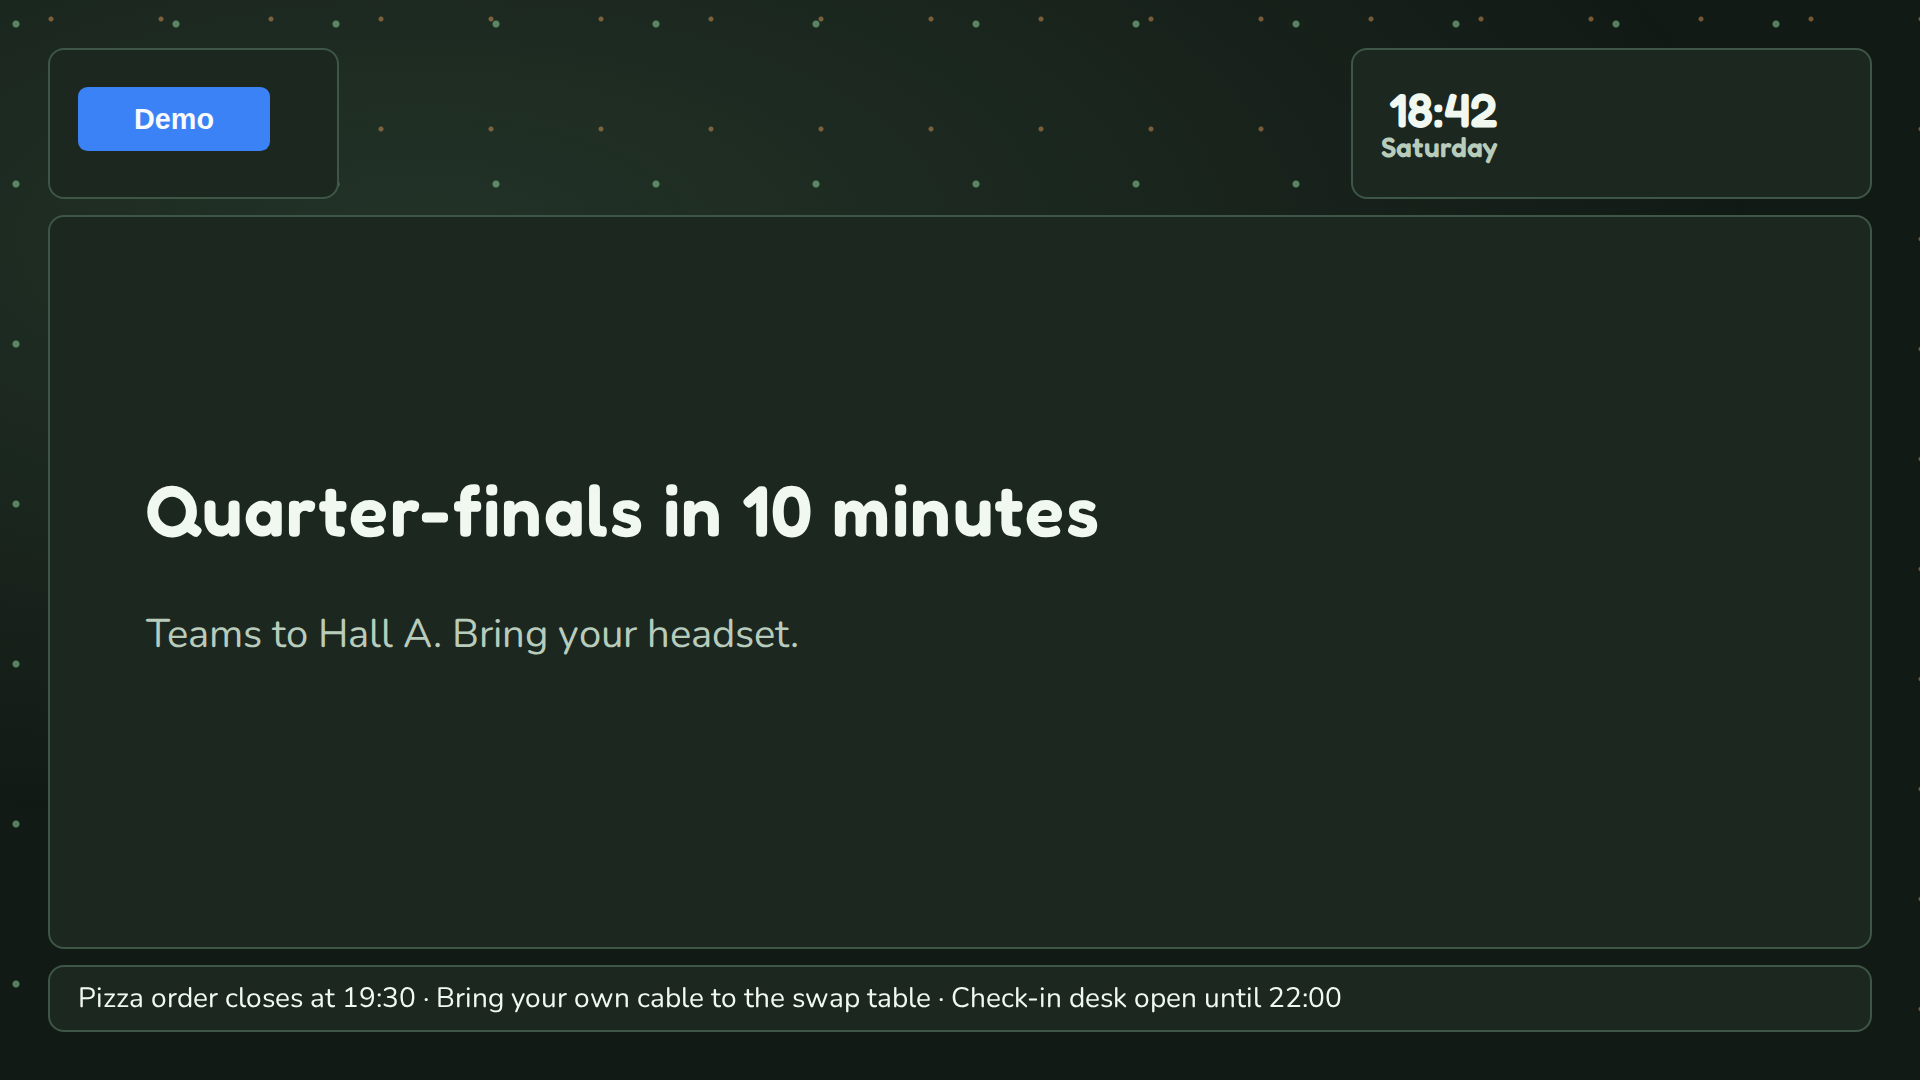 Demo
18:42
Saturday
Quarter-finals in 10 minutes
Teams to Hall A. Bring your headset.
Pizza order closes at 19:30 · Bring your own cable to the swap table · Check-in desk open until 22:00